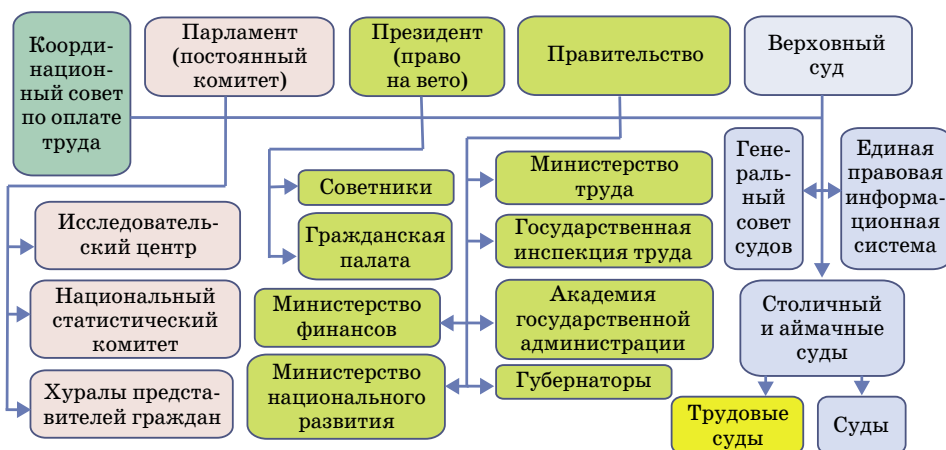 Коорди-
национ-
ный совет
по оплате
труда
Парламент
(постоянный
комитет)
Президент
(право
на вето)
Правительство
Верховный
суд
Исследователь-
ский центр
Национальный
статистический
комитет
Хуралы предста-
вителей граждан
Советники
Гражданская
палата
Министерство
финансов
Министерство
национального
развития
Министерство
труда
Государственная
инспекция труда
Академия
государственной
администрации
Губернаторы
Гене-
ральный
совет
судов
Единая
правовая
информа-
ционная
система
Столичный
и аймачные
суды
Трудовые
суды
Суды